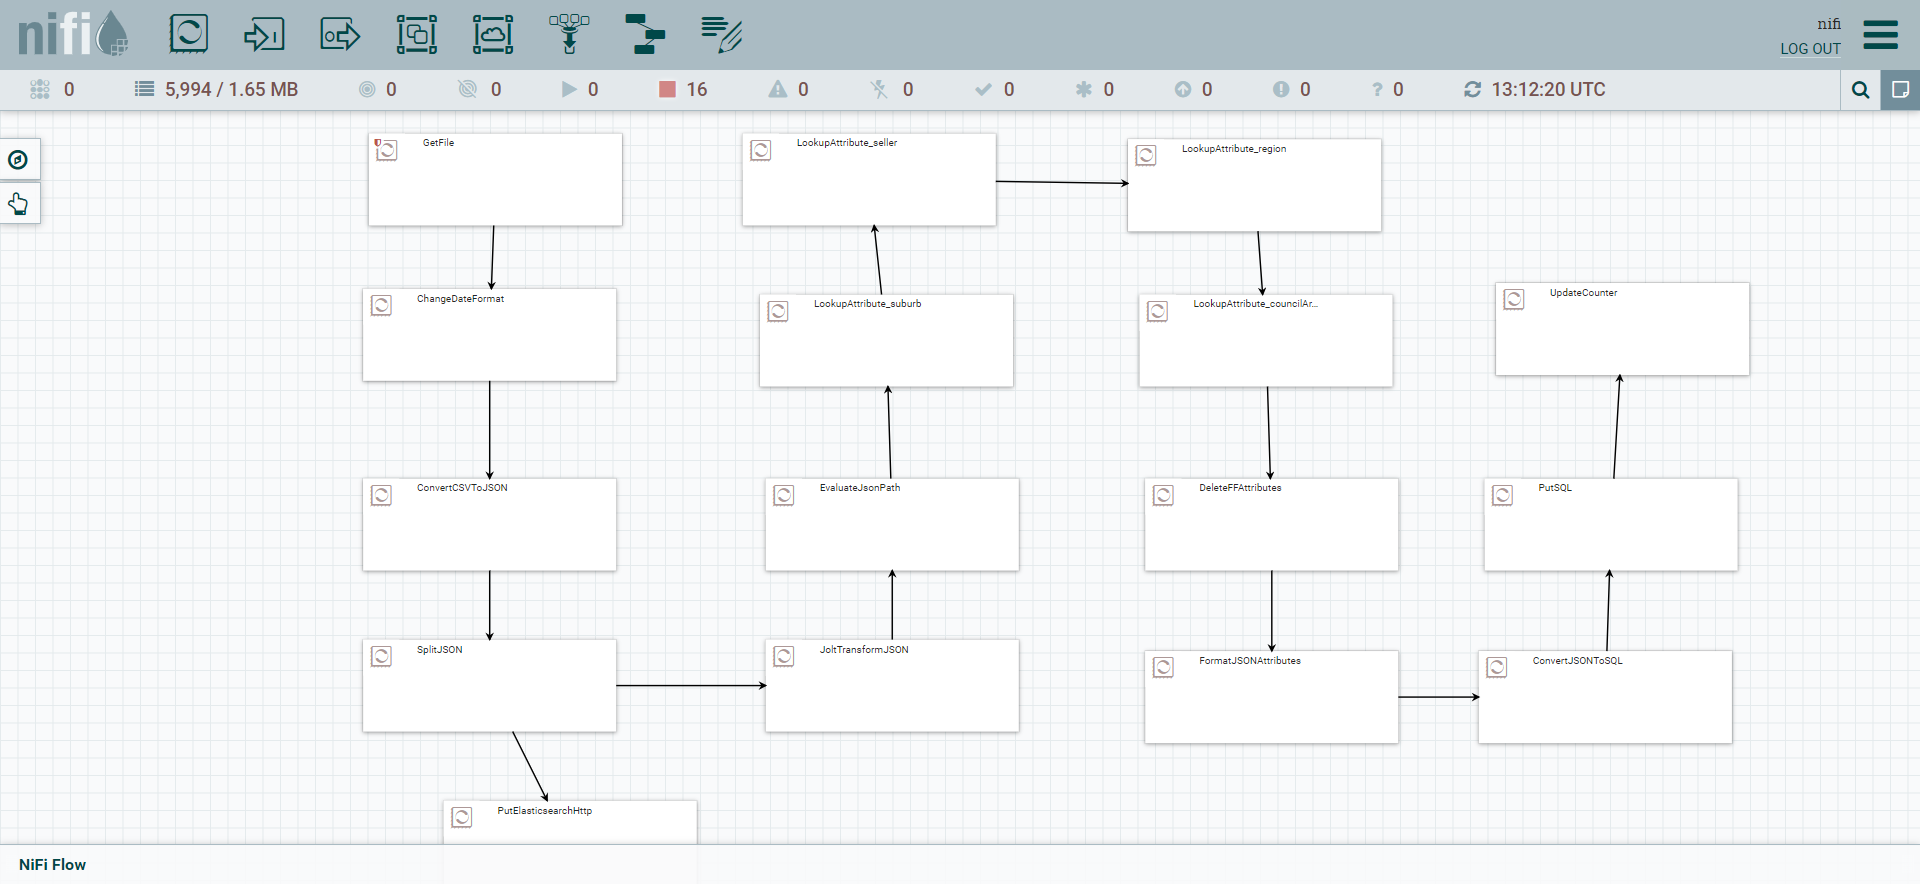 nifi
nifi
LOG OUT
0
5,994 / 1.65 MB
0
0
0
16
0
0
0
0
0
0
? 0
13:12:20 UTC
GetFile
LookupAttribute_seller
LookupAttribute_region
ChangeDateFormat
LookupAttribute_suburb
LookupAttribute_councilAr...
UpdateCounter
ConvertCSVToJSON
EvaluateJsonPath
DeleteFFAttributes
PutSQL
SplitJSON
JoltTransformJSON
FormatJSONAttributes
ConvertJSONToSQL
PutElasticsearchHttp
NiFi Flow